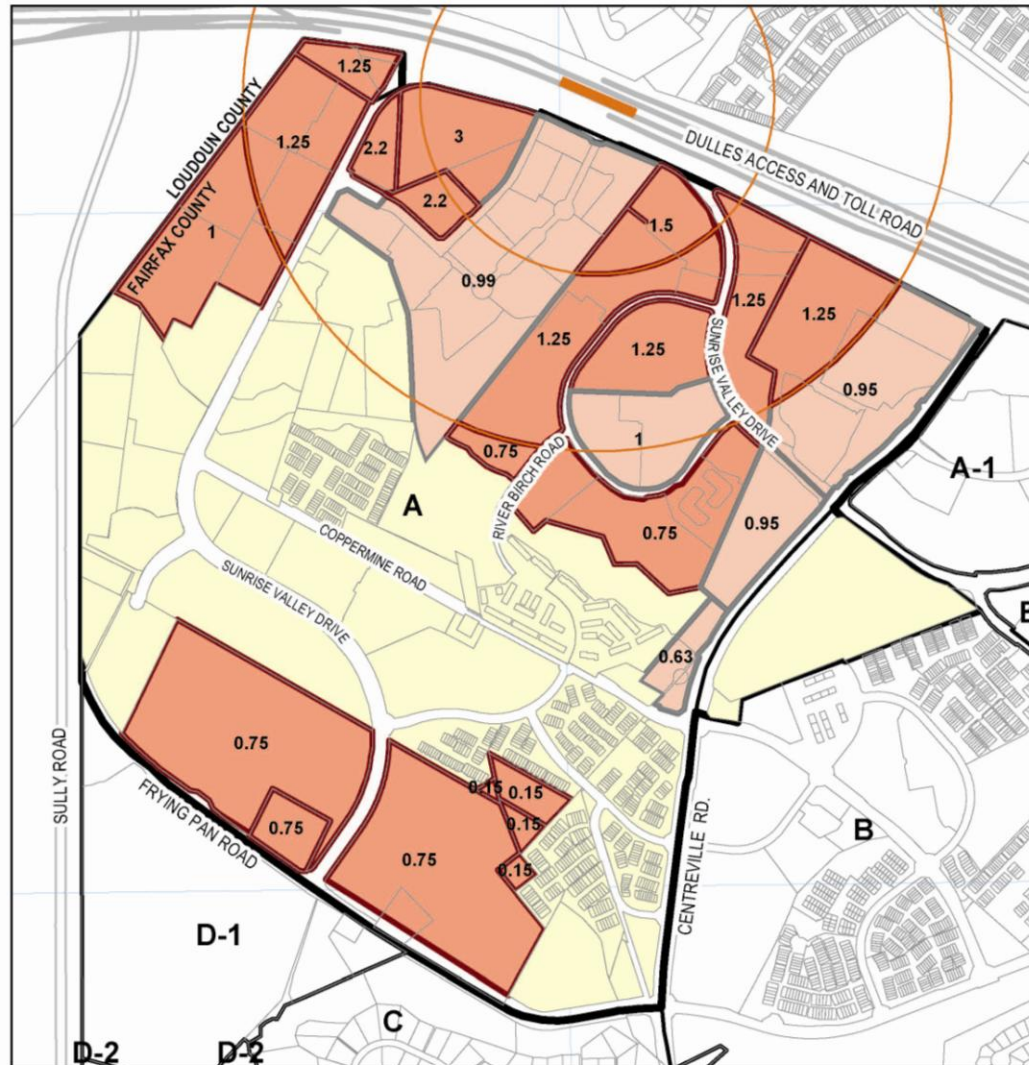 1.25
LOUDOUN COUNTY
FAIRFAX COUNTY
1.25
1
2.2
3
2.2
DULLES ACCESS AND TOLL ROAD
0.99
1.5
1.25
1.25
1.25
1.25
SUNRISE VALLEY DRIVE
0.95
1
0.75
RIVER BIRCH ROAD
A-1
A
0.75
0.95
COPPERMINE ROAD
SUNRISE VALLEY DRIVE
0.63
0.75
0.15
0.15
0.15
0.15
0.75
0.75
SULLY ROAD
FRYING PAN ROAD
CENTREVILLE RD.
B
D-1
C
D-2
D-2